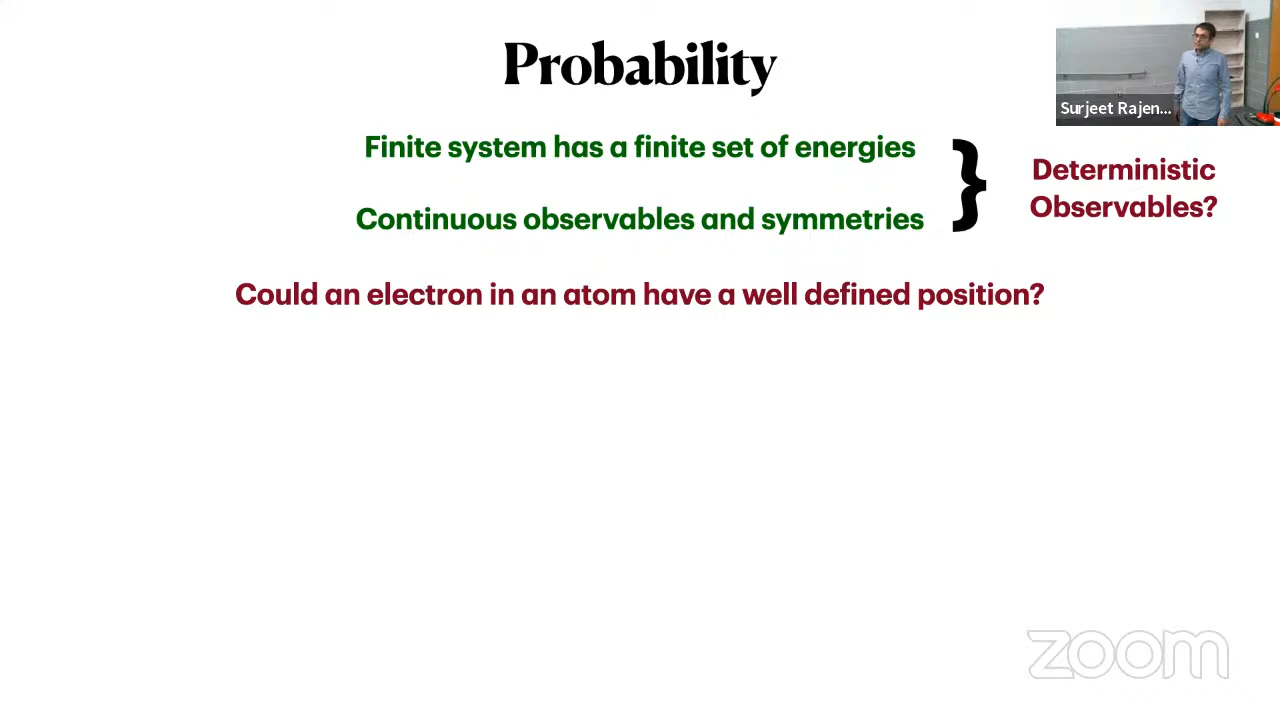 Probability
Surjeet Rajen...
Finite system has a finite set of energies
Continuous observables and symmetries
}
Deterministic
Observables?
Could an electron in an atom have a well defined position?
zoom